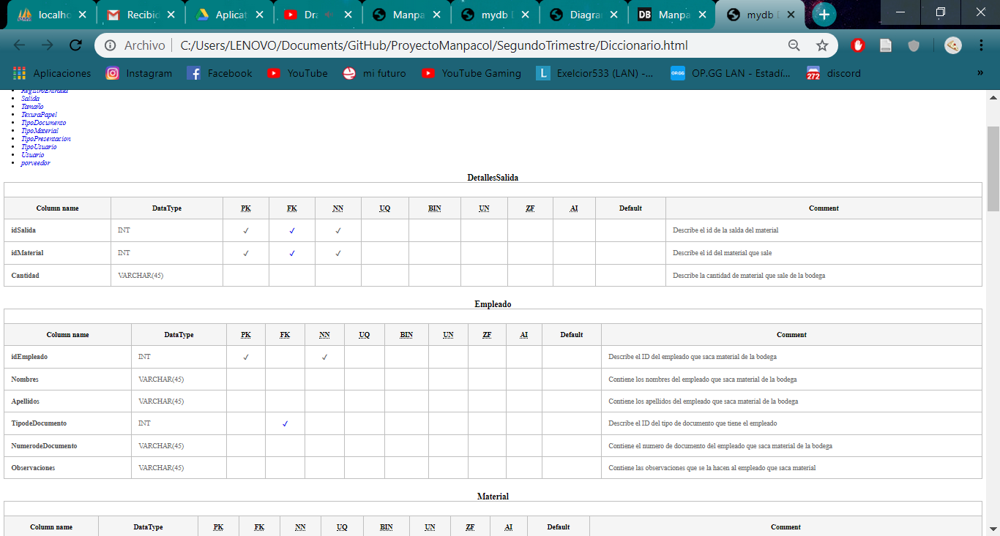 localho Recibid Aplicat Dra Manpa mydb D Diagra Manpa mydb D
Archivo C:/Users/LENOVO/Documents/GitHub/ProyectoManpacol/SegundoTrimestre/Diccionario.html
Aplicaciones Instagram Facebook YouTube mi futuro YouTube Gaming Exelcior533 (LAN) -... OP.GG LAN - Estadí... 272 discord »
RegistroEntrada
Salida
Tamaño
TexuraPapel
TipoDocumento
TipoMaterial
TipoPresentacion
TipoUsuario
Usuario
porveedor
DetallesSalida
Column name DataType PK FK NN UQ BIN UN ZF AI Default Comment
idSalida INT ✓ ✓ ✓ Describe el id de la salda del material
idMaterial INT ✓ ✓ ✓ Describe el id del material que sale
Cantidad VARCHAR(45) Describe la cantidad de material que sale de la bodega
Empleado
Column name DataType PK FK NN UQ BIN UN ZF AI Default Comment
idEmpleado INT ✓ ✓ Describe el ID del empleado que saca material de la bodega
Nombres VARCHAR(45) Contiene los nombres del empleado que saca material de la bodega
Apellidos VARCHAR(45) Contiene los apellidos del empleado que saca material de la bodega
TipodeDocumento INT ✓ Describe el ID del tipo de documento que tiene el empleado
NumerodeDocumento VARCHAR(45) Contiene el numero de documento del empleado que saca material de la bodega
Observaciones VARCHAR(45) Contiene las observaciones que se la hacen al empleado que saca material
Material
Column name DataType PK FK NN UQ BIN UN ZF AI Default Comment